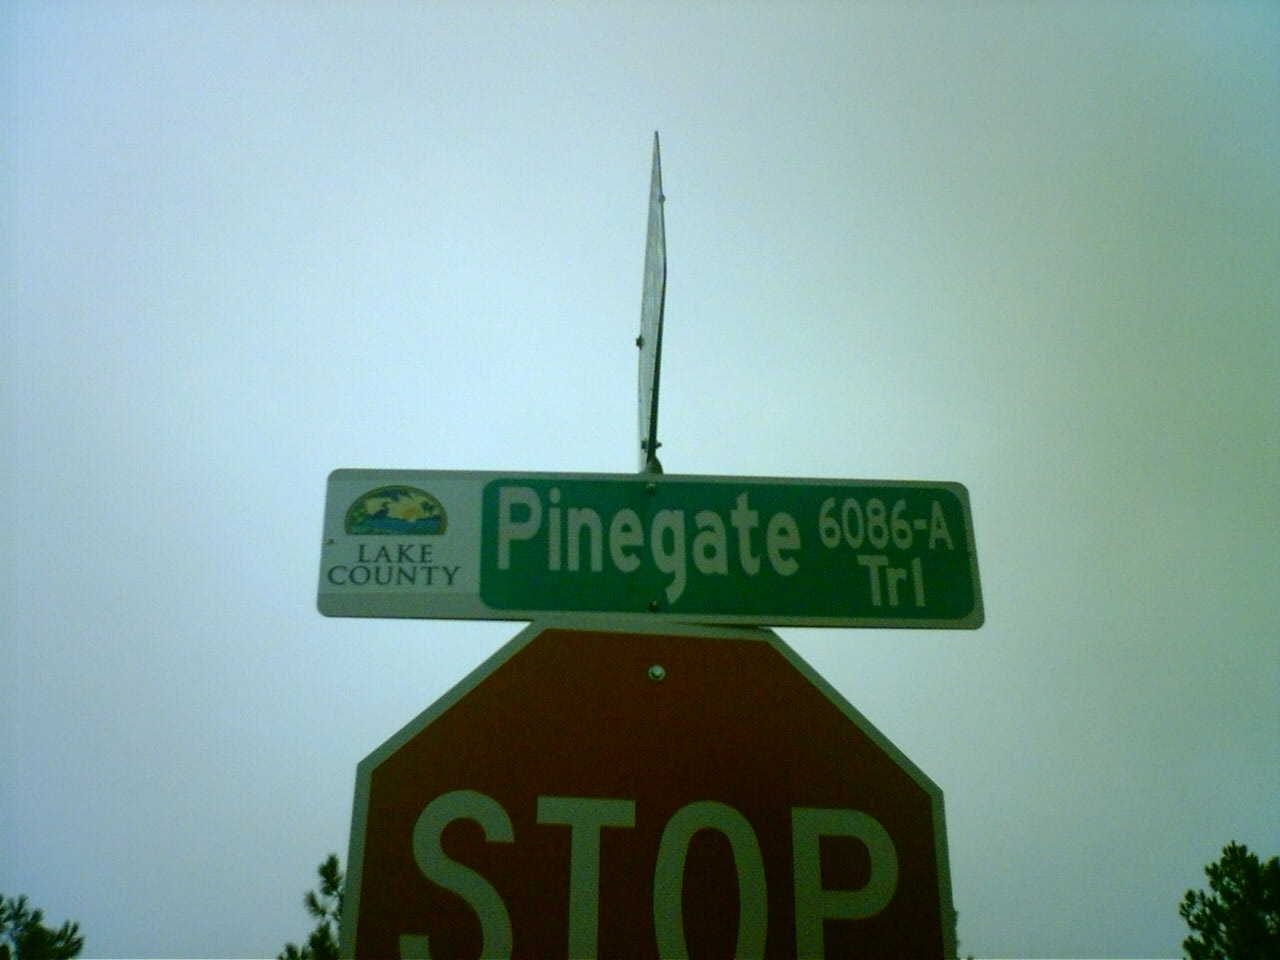 LAKE
COUNTY
Pinegate 6086-A
Trl
STOP